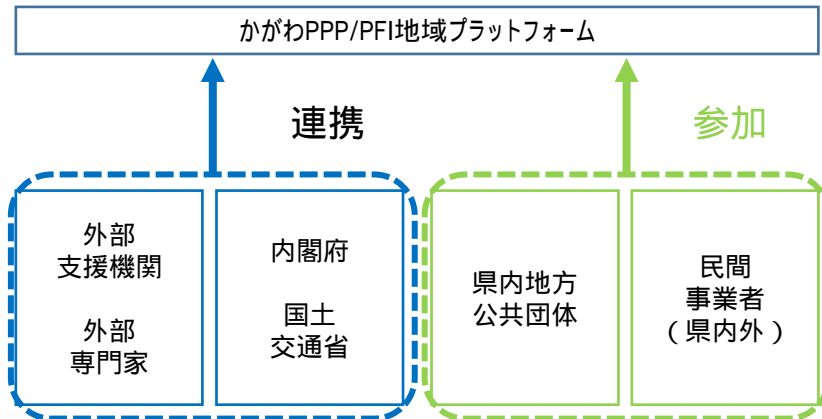 かがわPPP/PFI地域プラットフォーム
連携
参加
外部
支援機関
外部
専門家
内閣府
国土
交通省
県内地方
公共団体
民間
事業者
(県内外)